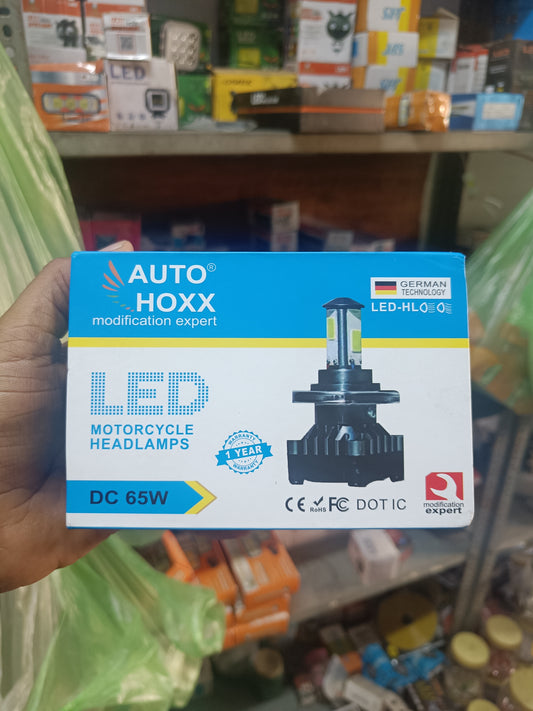 LED
AUTO®
HOXX
modification expert
GERMAN
TECHNOLOGY
LED-HL
LED
MOTORCYCLE
HEADLAMPS
WARRANTY
1 YEAR
WARRANTY
DC 65W
CE RoHS FC DOT IC
modification
expert